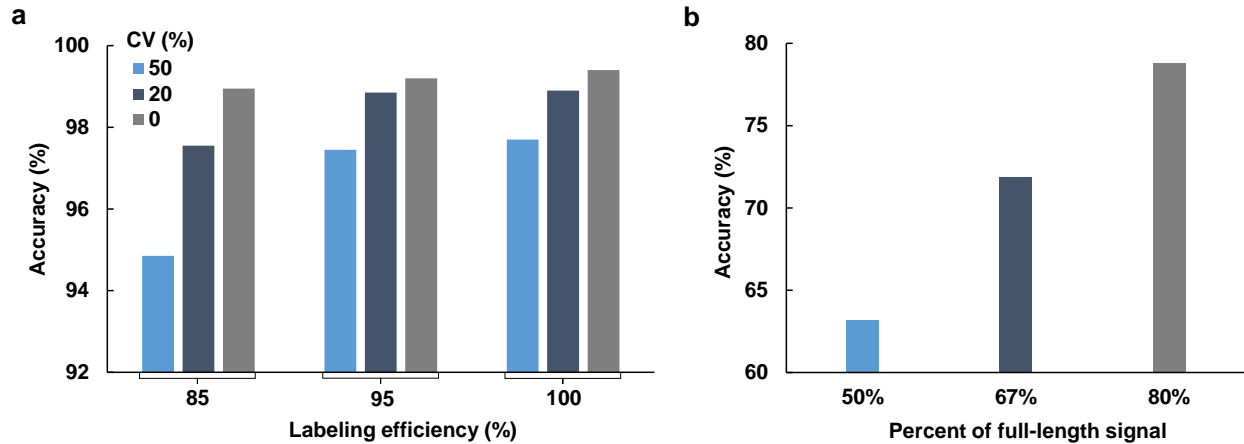 a
CV (%)
50
20
0
100
98
96
94
92
Accuracy (%)
85
95
100
Labeling efficiency (%)
b
80
75
70
65
60
Accuracy (%)
50%
67%
80%
Percent of full-length signal